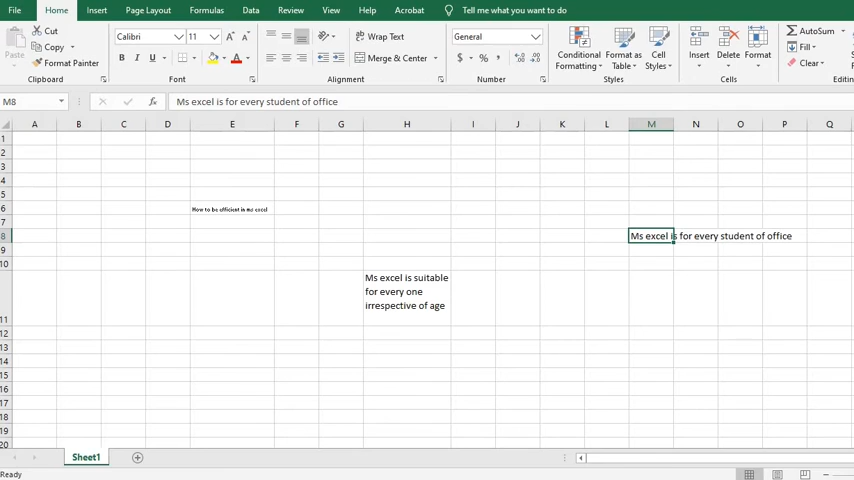 File Home Insert Page Layout Formulas Data Review View Help Acrobat Tell me what you want to do
Cut
Copy
Format Painter
Paste
Clipboard
Calibri 11
B I U A
Font
Wrap Text
Merge & Center
Alignment
General
$ % ,
Number
Conditional Formatting
Format as Table
Cell Styles
Styles
Insert Delete Format
Cells
AutoSum
Fill
Clear
M8 fx Ms excel is for every student of office
A B C D E F G H I J K L M N O P Q
1
2
3
4
5
6 How to be efficient in ms excel
7
8 Ms excel is for every student of office
9
10
Ms excel is suitable
for every one
irrespective of age
11
12
13
14
15
16
17
18
19
20
Sheet1
Ready